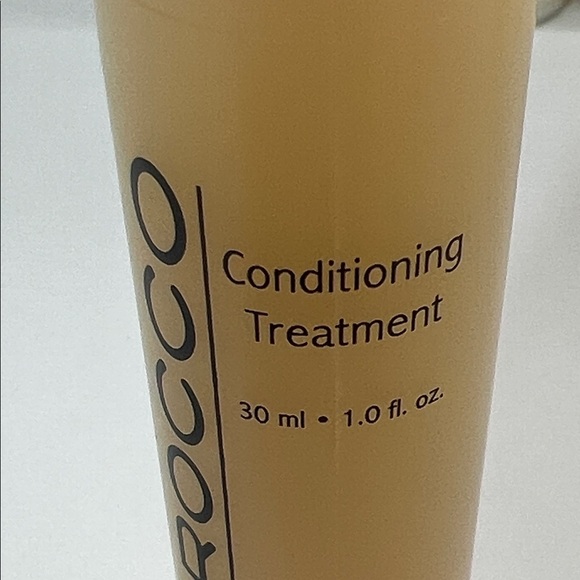 ROCCO
Conditioning
Treatment
30 ml • 1.0 fl. oz.